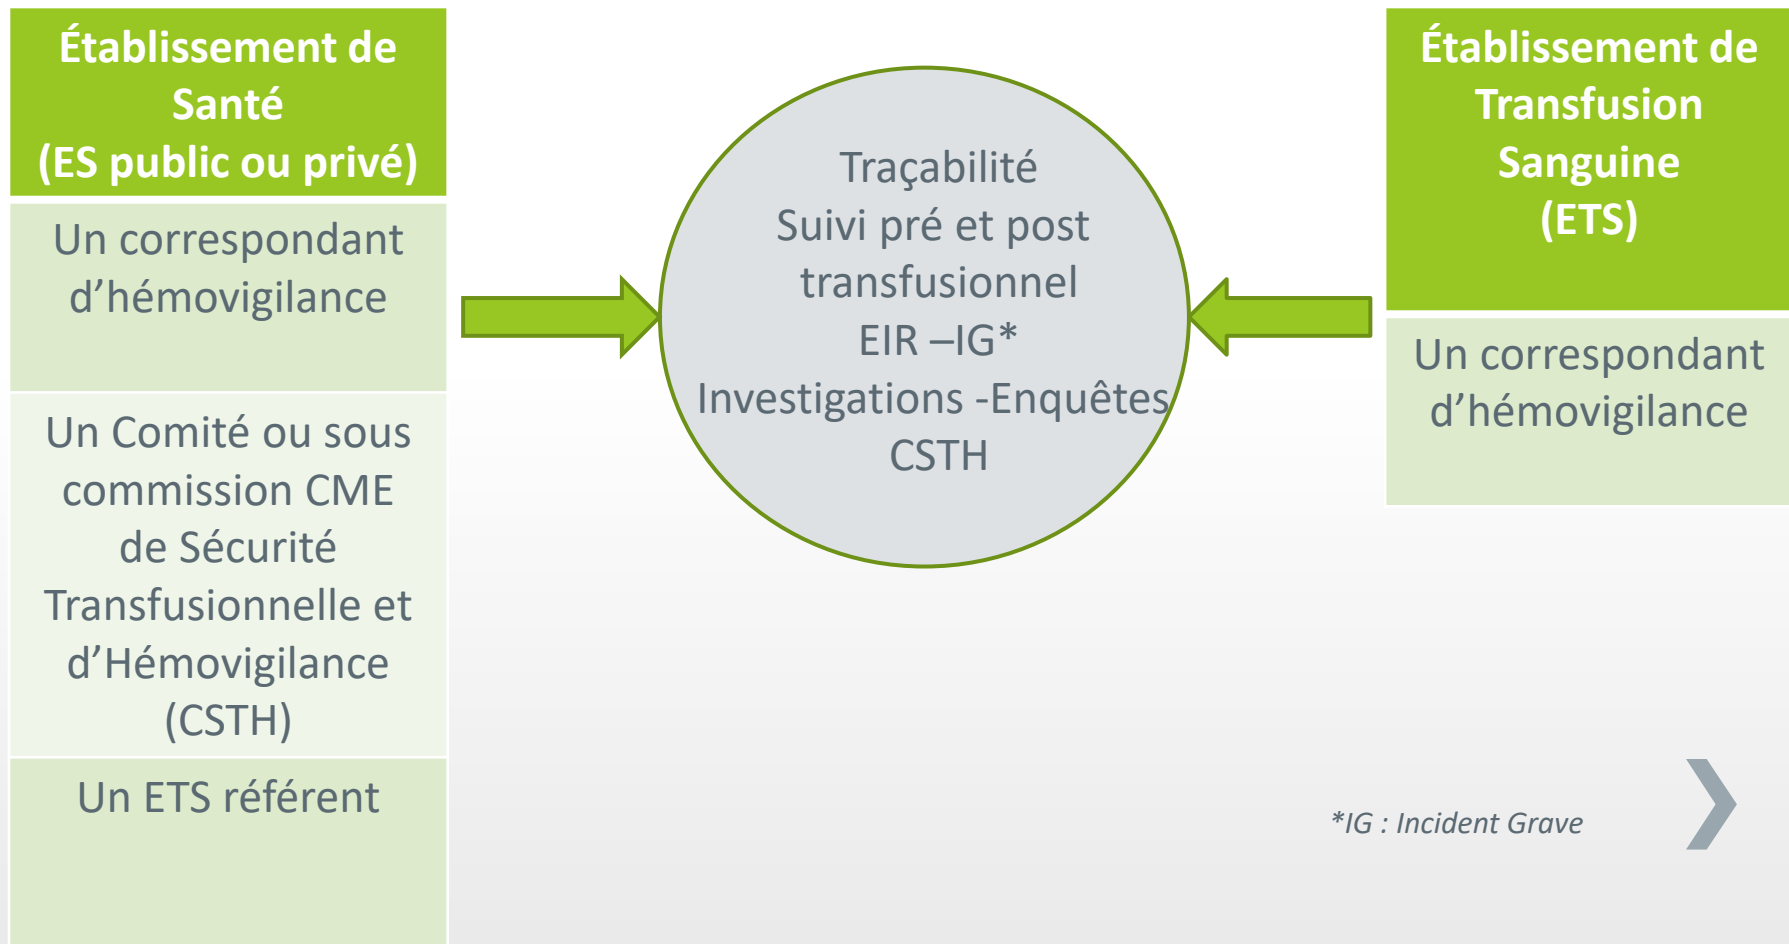 Établissement de
Santé
(ES public ou privé)
Un correspondant
d’hémovigilance
Un Comité ou sous
commission CME
de Sécurité
Transfusionnelle et
d’Hémovigilance
(CSTH)
Un ETS référent
Traçabilité
Suivi pré et post
transfusionnel
EIR –IG*
Investigations -Enquêtes
CSTH
Établissement de
Transfusion
Sanguine
(ETS)
Un correspondant
d’hémovigilance
*IG : Incident Grave